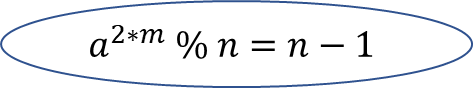 a^{2*m} % n = n − 1